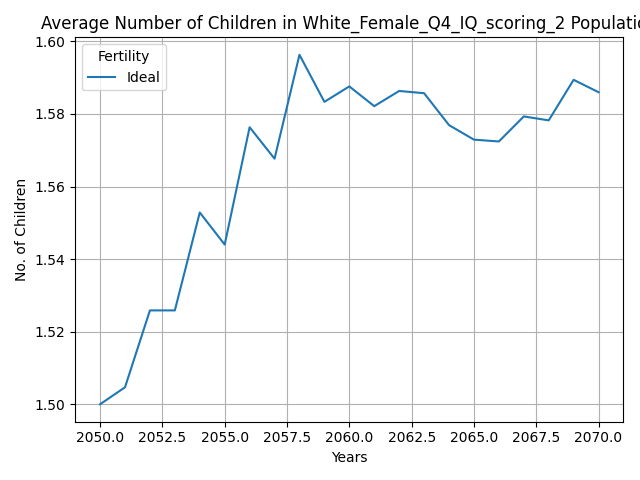 Average Number of Children in White_Female_Q4_IQ_scoring_2 Populatio
Fertility
Ideal
No. of Children
1.60
1.58
1.56
1.54
1.52
1.50
2050.0 2052.5 2055.0 2057.5 2060.0 2062.5 2065.0 2067.5 2070.0
Years